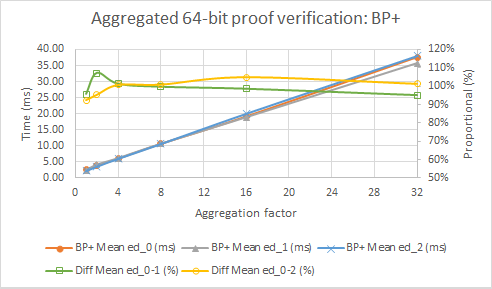 Aggregated 64-bit proof verification: BP+
40.00
35.00
30.00
25.00
20.00
15.00
10.00
5.00
0.00
Time (ms)
120%
110%
100%
90%
80%
70%
60%
50%
Proportional (%)
0 4 8 12 16 20 24 28 32
Aggregation factor
BP+ Mean ed_0 (ms) BP+ Mean ed_1 (ms) BP+ Mean ed_2 (ms)
Diff Mean ed_0-1 (%) Diff Mean ed_0-2 (%)